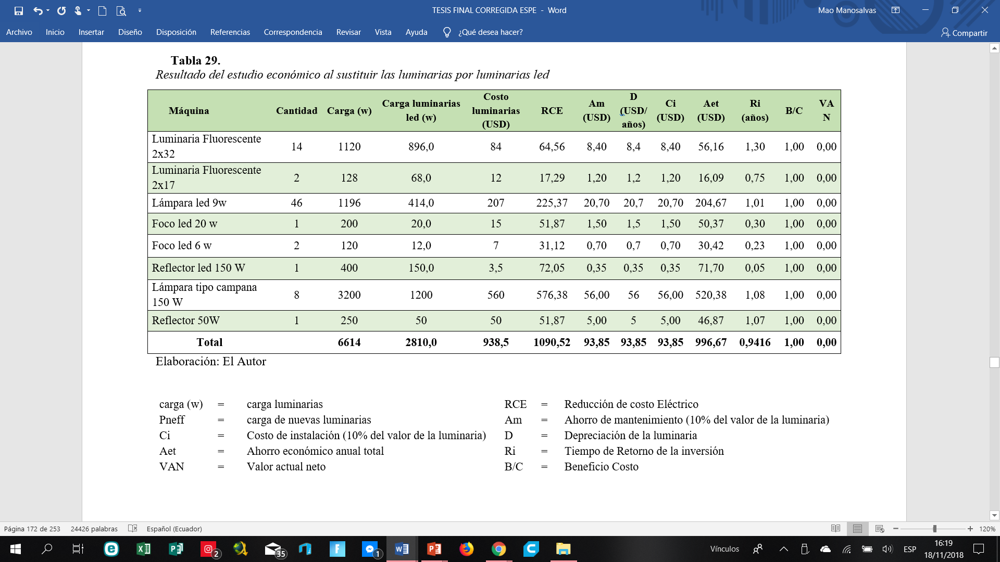 TESIS FINAL CORREGIDA ESPE - Word
Mao Manosalvas
Archivo Inicio Insertar Diseño Disposición Referencias Correspondencia Revisar Vista Ayuda ¿Qué desea hacer? Compartir
Tabla 29.
Resultado del estudio económico al sustituir las luminarias por luminarias led
Máquina Cantidad Carga (w) Carga luminarias led (w) Costo luminarias (USD) RCE Am (USD) D (USD/ años) Ci (USD) Aet (USD) Ri (años) B/C VA N
Luminaria Fluorescente 2x32 14 1120 896,0 84 64,56 8,40 8,4 8,40 56,16 1,30 1,00 0,00
Luminaria Fluorescente 2x17 2 128 68,0 12 17,29 1,20 1,2 1,20 16,09 0,75 1,00 0,00
Lámpara led 9w 46 1196 414,0 207 225,37 20,70 20,7 20,70 204,67 1,01 1,00 0,00
Foco led 20 w 1 200 20,0 15 51,87 1,50 1,5 1,50 50,37 0,30 1,00 0,00
Foco led 6 w 2 120 12,0 7 31,12 0,70 0,7 0,70 30,42 0,23 1,00 0,00
Reflector led 150 W 1 400 150,0 3,5 72,05 0,35 0,35 0,35 71,70 0,05 1,00 0,00
Lámpara tipo campana 150 W 8 3200 1200 560 576,38 56,00 56 56,00 520,38 1,08 1,00 0,00
Reflector 50W 1 250 50 50 51,87 5,00 5 5,00 46,87 1,07 1,00 0,00
Total 6614 2810,0 938,5 1090,52 93,85 93,85 93,85 996,67 0,9416 1,00 0,00
Elaboración: El Autor
carga (w) = carga luminarias RCE = Reducción de costo Eléctrico
Pneff = carga de nuevas luminarias Am = Ahorro de mantenimiento (10% del valor de la luminaria)
Ci = Costo de instalación (10% del valor de la luminaria) D = Depreciación de la luminaria
Aet = Ahorro económico anual total Ri = Tiempo de Retorno de la inversión
VAN = Valor actual neto B/C = Beneficio Costo
Página 172 de 253 24426 palabras Español (Ecuador) 120%
2 35 1 Vínculos ESP 16:19
18/11/2018